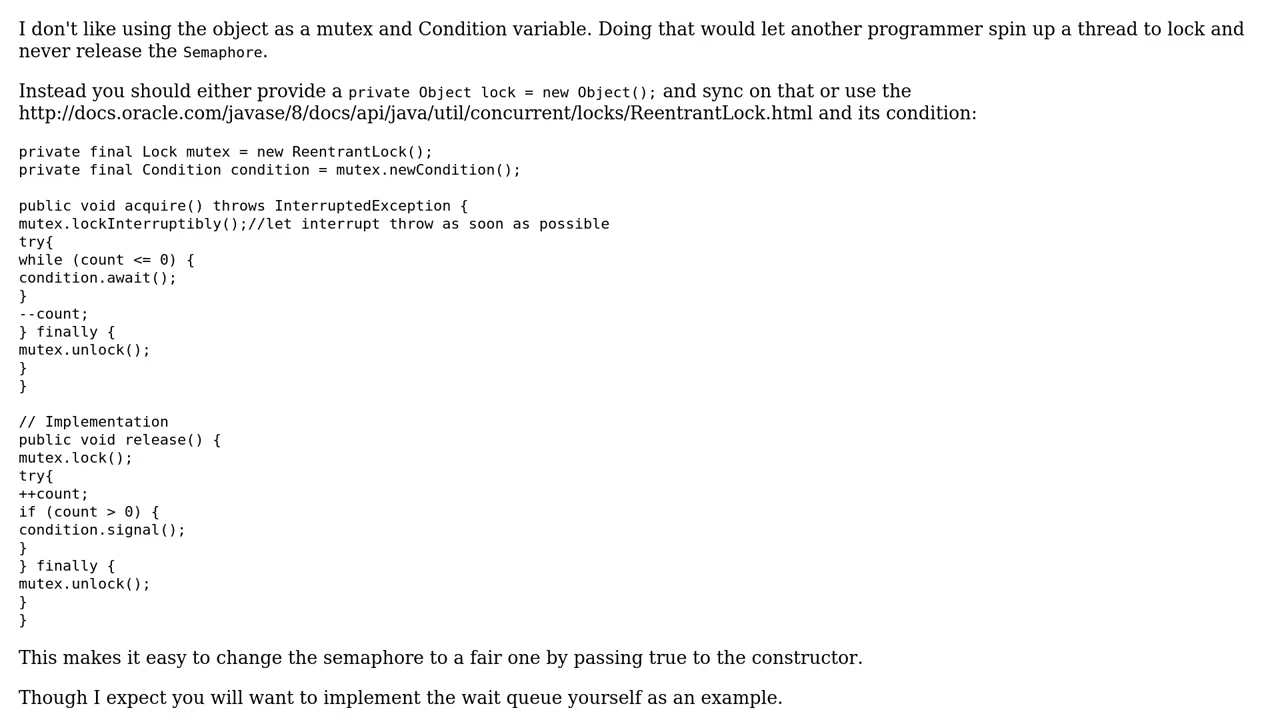 I don't like using the object as a mutex and Condition variable. Doing that would let another programmer spin up a thread to lock and
never release the Semaphore.
Instead you should either provide a private Object lock = new Object(); and sync on that or use the
http://docs.oracle.com/javase/8/docs/api/java/util/concurrent/locks/ReentrantLock.html and its condition:
private final Lock mutex = new ReentrantLock();
private final Condition condition = mutex.newCondition();
public void acquire() throws InterruptedException {
mutex.lockInterruptibly();//let interrupt throw as soon as possible
try{
while (count <= 0) {
condition.await();
}
--count;
} finally {
mutex.unlock();
}
}
// Implementation
public void release() {
mutex.lock();
try{
++count;
if (count > 0) {
condition.signal();
}
} finally {
mutex.unlock();
}
}
This makes it easy to change the semaphore to a fair one by passing true to the constructor.
Though I expect you will want to implement the wait queue yourself as an example.